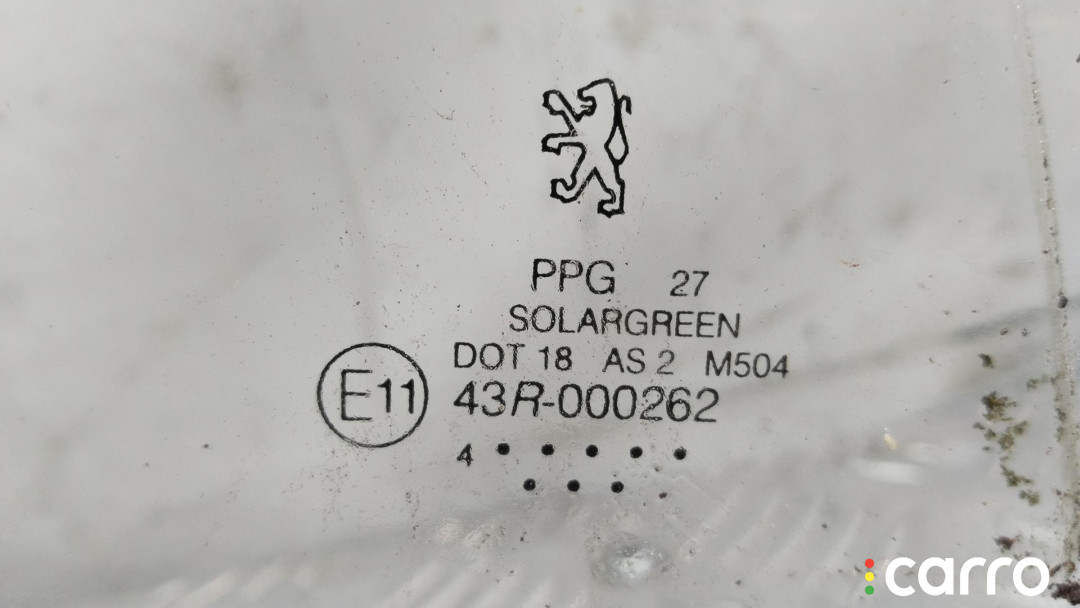 PPG 27
SOLARGREEN
DOT 18 AS 2 M504
E11 43R-000262
4 • • • • •
• • •
carro